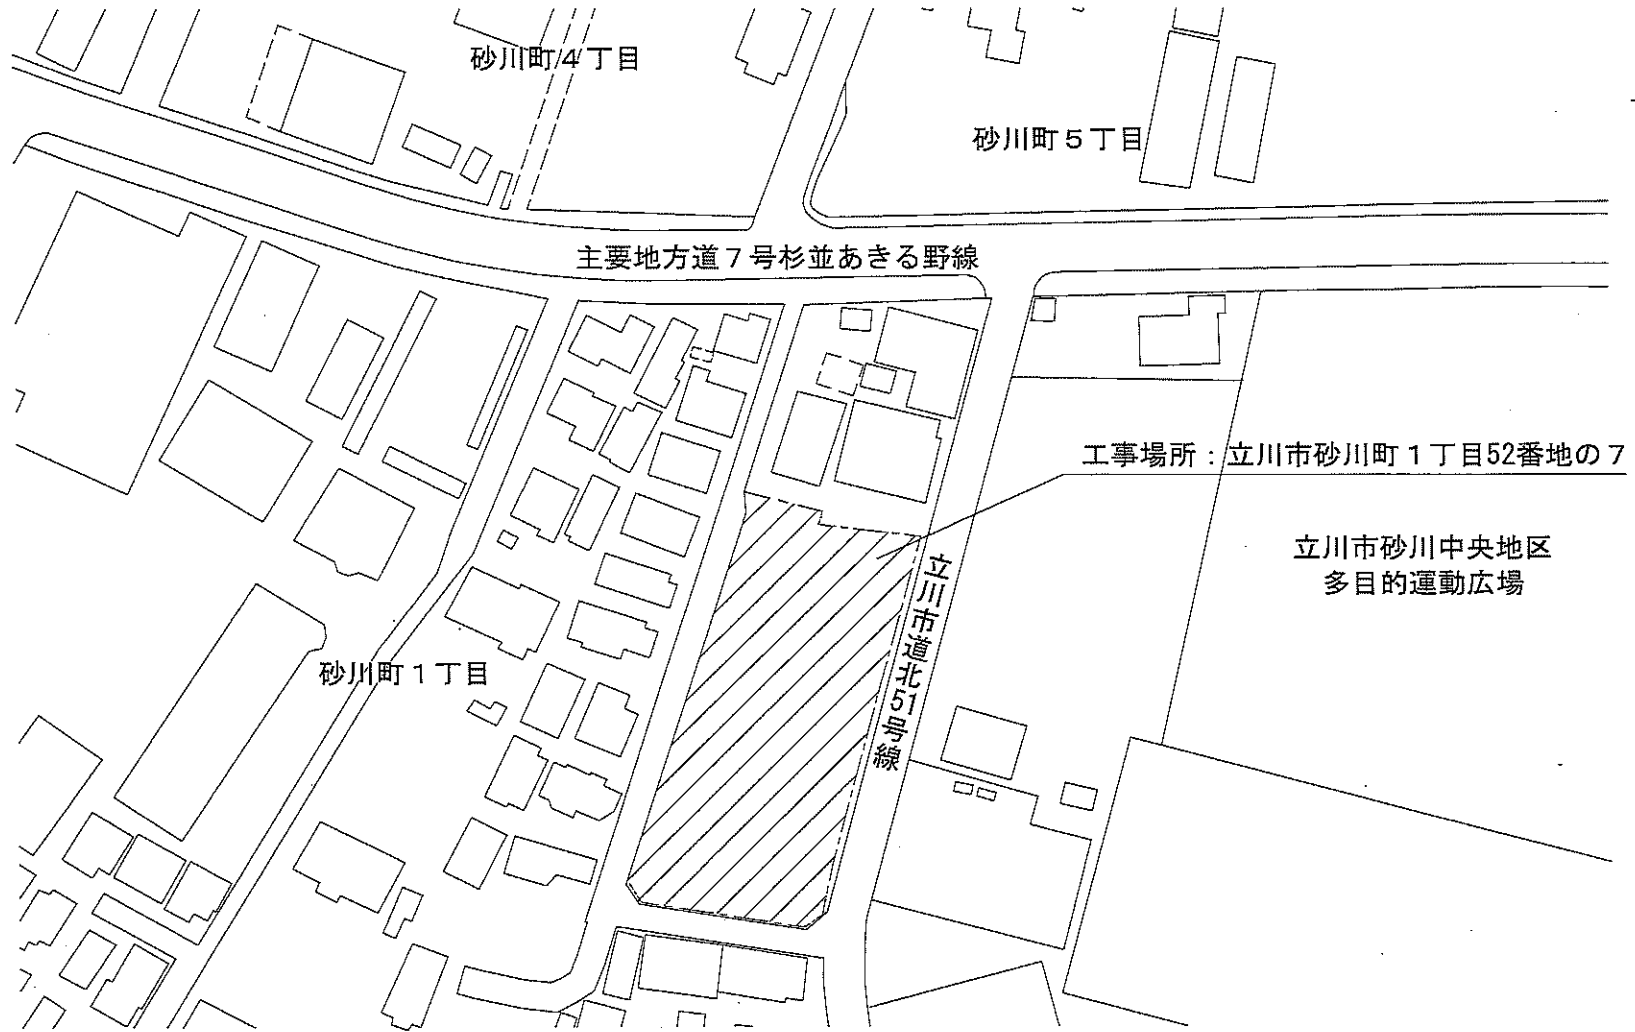 砂川町4丁目
砂川町5丁目
主要地方道7号杉並あきる野線
工事場所：立川市砂川町1丁目52番地の7
立川市砂川中央地区
多目的運動広場
立川市道北51号線
砂川町1丁目